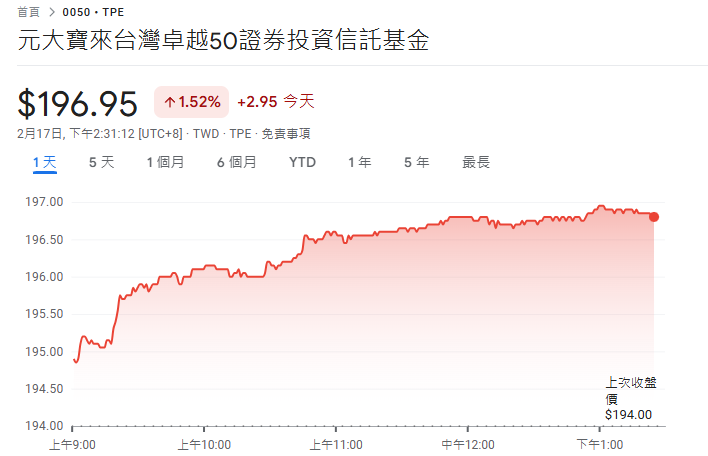 首頁 > 0050 • TPE
元大寶來台灣卓越50證券投資信託基金
$196.95 ↑1.52% +2.95 今天
2月17日, 下午2:31:12 [UTC+8] · TWD · TPE · 免責事項
1 天 5 天 1 個月 6 個月 YTD 1 年 5 年 最長
197.00
196.50
196.00
195.50
195.00
194.50
194.00
上次收盤
價
$194.00
上午9:00 上午10:00 上午11:00 中午12:00 下午1:00